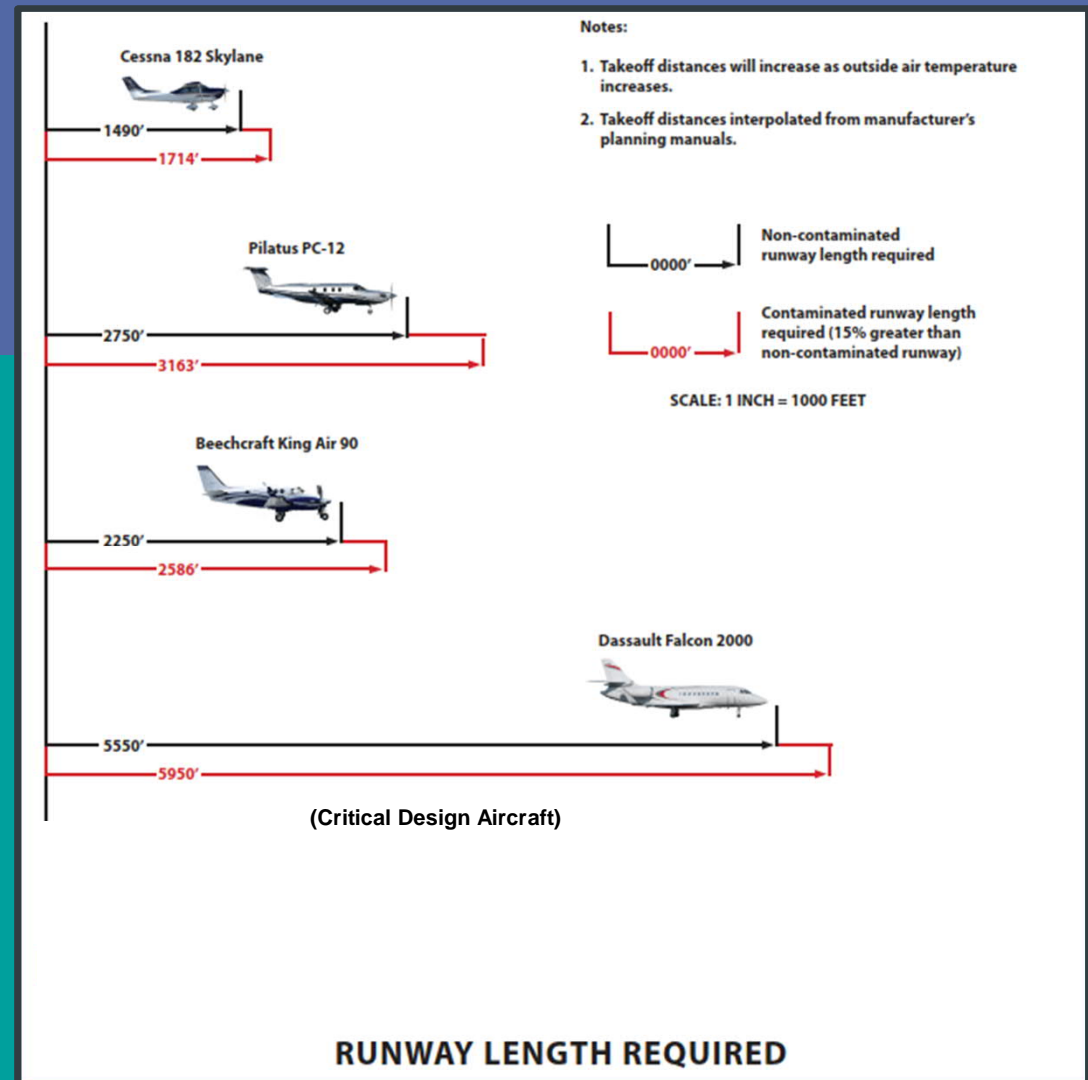 Cessna 182 Skylane
1490’
1714’
Pilatus PC-12
2750’
3163’
Beechcraft King Air 90
2250’
2586’
Dassault Falcon 2000
5550’
5950’
(Critical Design Aircraft)
Notes:
1. Takeoff distances will increase as outside air temperature
increases.
2. Takeoff distances interpolated from manufacturer’s
planning manuals.
0000’
Non-contaminated
runway length required
0000’
Contaminated runway length
required (15% greater than
non-contaminated runway)
SCALE: 1 INCH = 1000 FEET
RUNWAY LENGTH REQUIRED